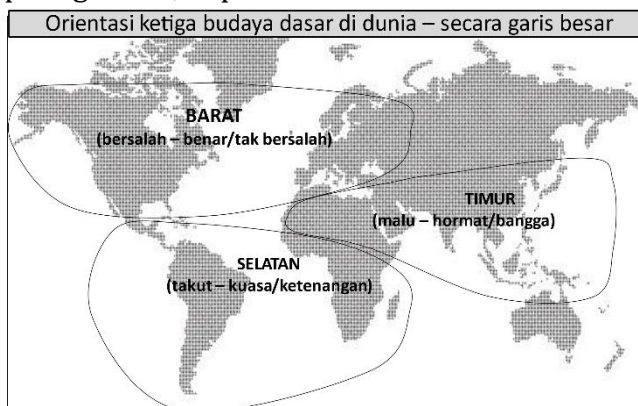 Orientasi ketiga budaya dasar di dunia – secara garis besar
BARAT
(bersalah – benar/tak bersalah)
TIMUR
(malu – hormat/bangga)
SELATAN
(takut – kuasa/ketenangan)